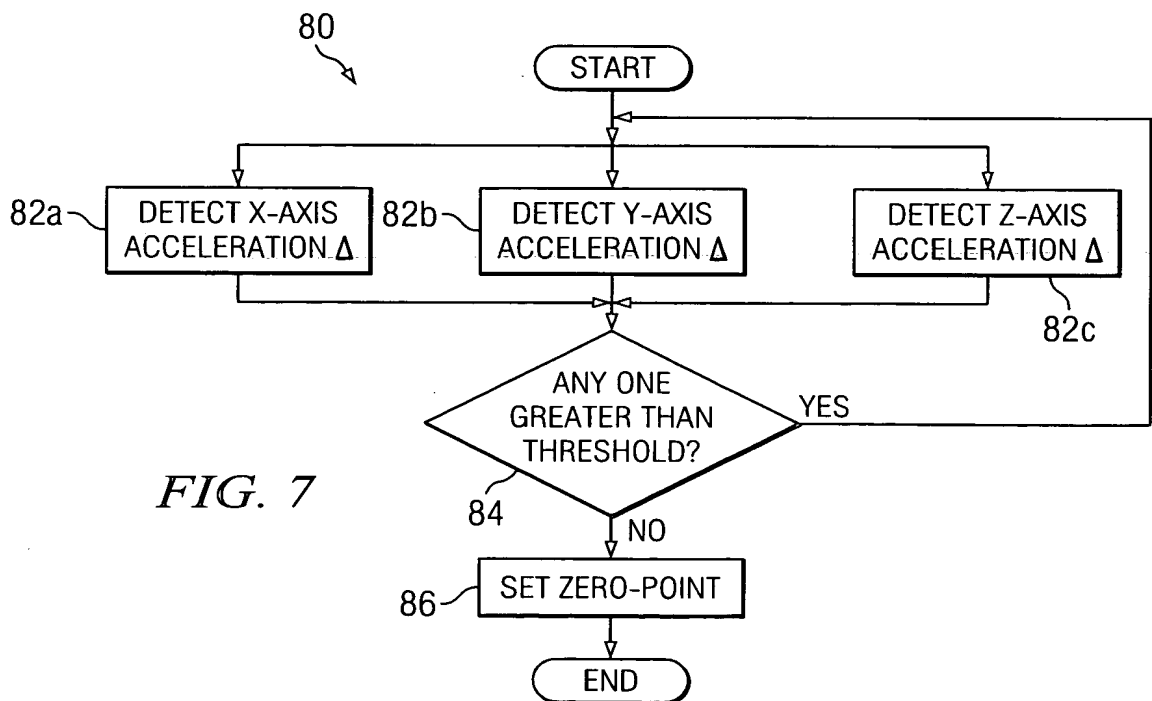 80
START
82a
DETECT X-AXIS
ACCELERATION Δ
82b
DETECT Y-AXIS
ACCELERATION Δ
DETECT Z-AXIS
ACCELERATION Δ
82c
ANY ONE
GREATER THAN
THRESHOLD?
YES
84
FIG. 7
NO
86
SET ZERO-POINT
END